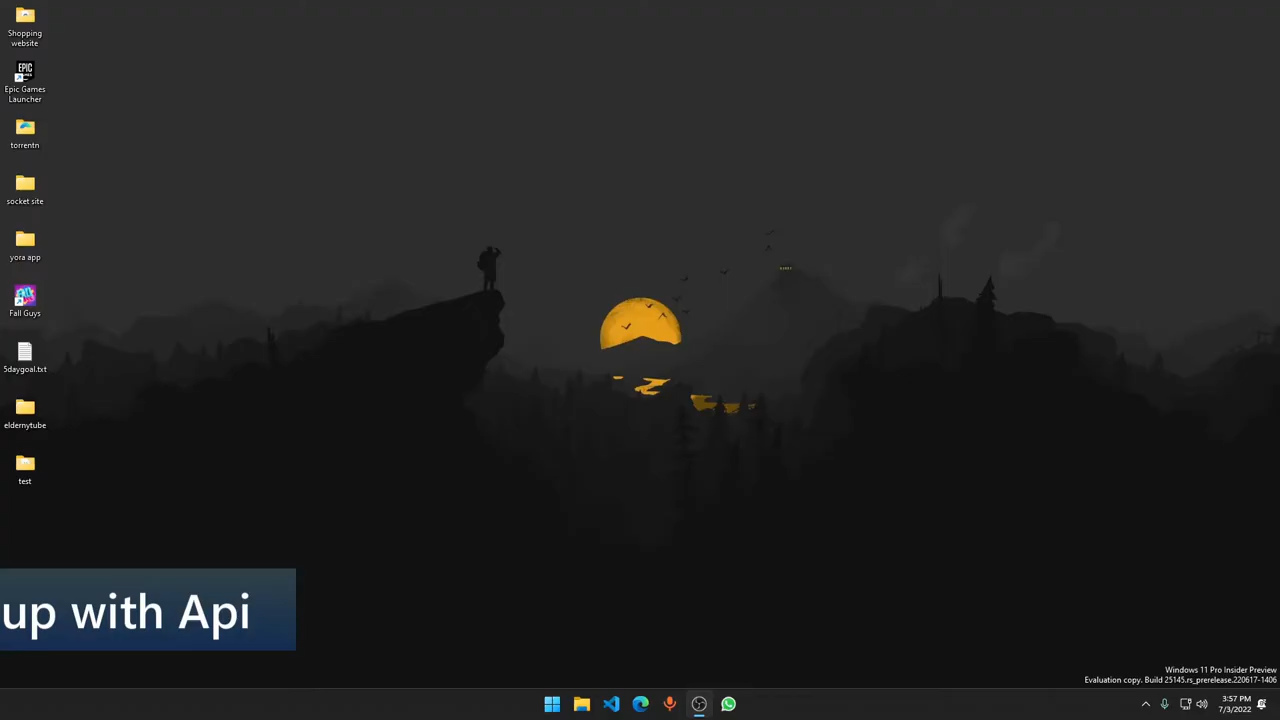 Shopping
website
EPIC
GAMES
Epic Games
Launcher
torrentn
socket site
yora app
Fall Guys
5daygoal.txt
eldernytube
test
up with Api
Windows 11 Pro Insider Preview
Evaluation copy. Build 25145.rs_prerelease.220617-1406
3:57 PM
7/3/2022